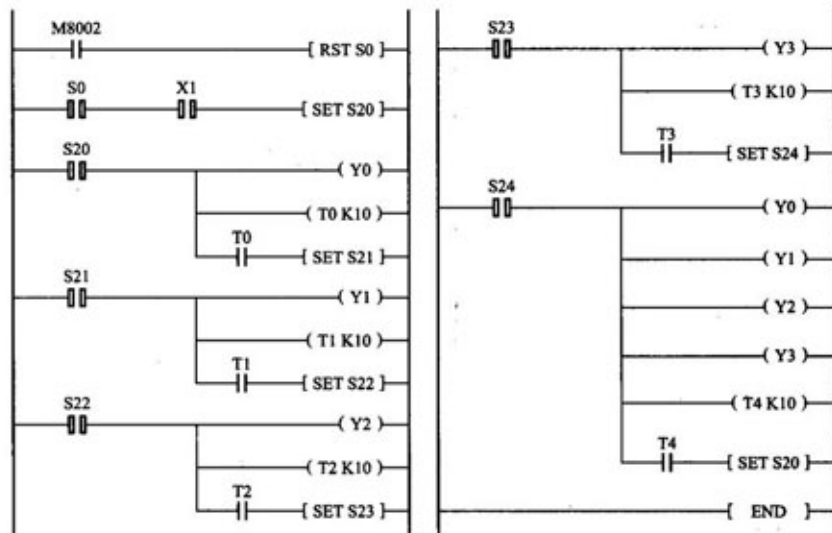 M8002
[ RST S0 ]
S0 X1
[ SET S20 ]
S20
( Y0 )
( T0 K10 )
T0
[ SET S21 ]
S21
( Y1 )
( T1 K10 )
T1
[ SET S22 ]
S22
( Y2 )
( T2 K10 )
T2
[ SET S23 ]
S23
( Y3 )
( T3 K10 )
T3
[ SET S24 ]
S24
( Y0 )
( Y1 )
( Y2 )
( Y3 )
( T4 K10 )
T4
[ SET S20 ]
[ END ]